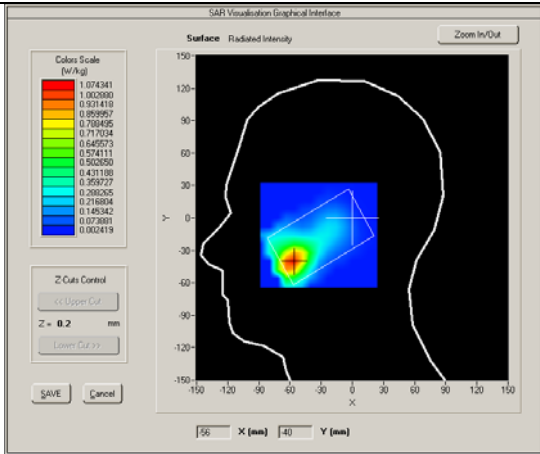 SAR Visualisation Graphical Interface
Surface Radiated Intensity
Zoom In/Out
Colors Scale
(W/kg)
1.074341
1.002880
0.931418
0.859957
0.788495
0.717034
0.645573
0.574111
0.502650
0.431188
0.359727
0.288265
0.216804
0.145342
0.073881
0.002419
Z-Cuts Control
<< Upper Cut
Z = 0.2 mm
Lower Cut >>
SAVE Cancel
150
120
90
60
30
0
-30
-60
-90
-120
-150
Y
-150 -120 -90 -60 -30 0 30 60 90 120 150
X
-56 X (mm) -40 Y (mm)